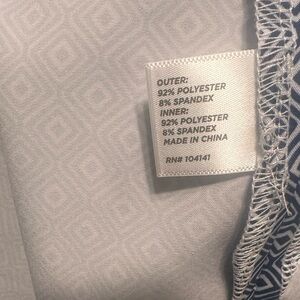 OUTER:
92% POLYESTER
8% SPANDEX
INNER:
92% POLYESTER
8% SPANDEX
MADE IN CHINA
RN# 104141